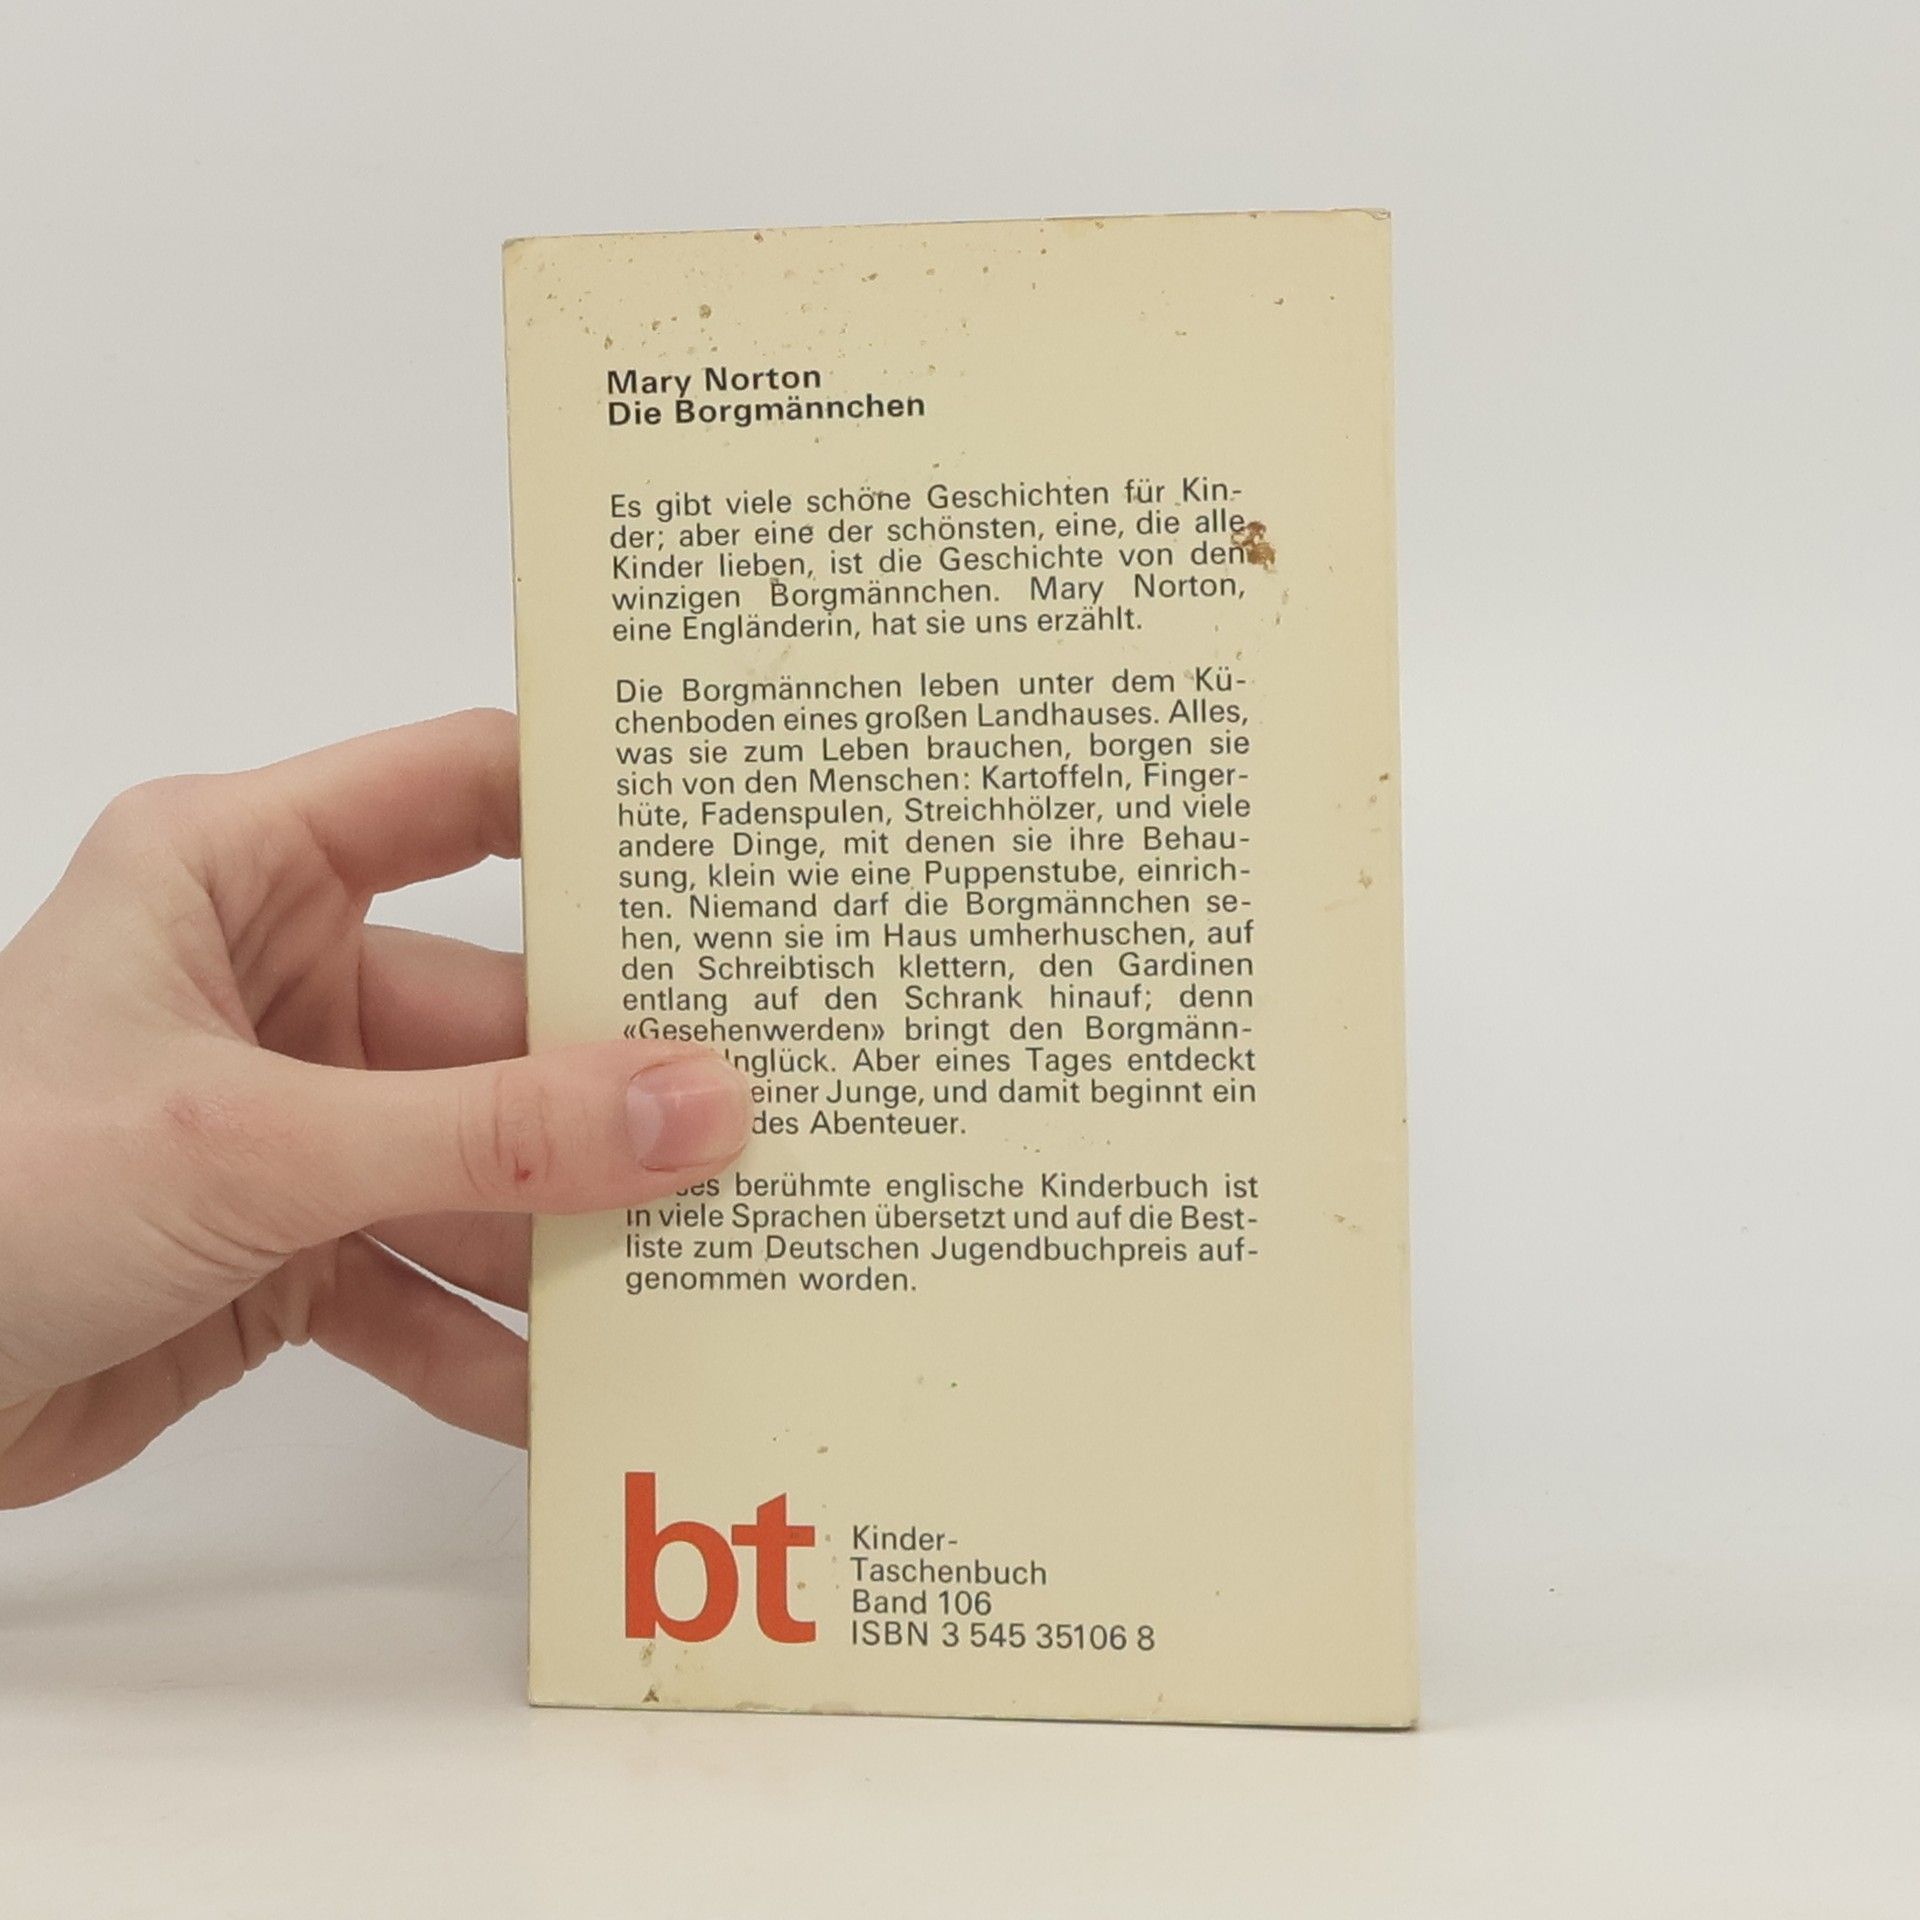 Mary Norton
Die Borgmännchen
Es gibt viele schöne Geschichten für Kin-
der; aber eine der schönsten, eine, die alle
Kinder lieben, ist die Geschichte von den
winzigen Borgmännchen. Mary Norton,
eine Engländerin, hat sie uns erzählt.
Die Borgmännchen leben unter dem Kü-
chenboden eines großen Landhauses. Alles,
was sie zum Leben brauchen, borgen sie
sich von den Menschen: Kartoffeln, Finger-
hüte, Fadenspulen, Streichhölzer, und viele
andere Dinge, mit denen sie ihre Behau-
sung, klein wie eine Puppenstube, einrich-
ten. Niemand darf die Borgmännchen se-
hen, wenn sie im Haus umherhuschen, auf
den Schreibtisch klettern, den Gardinen
entlang auf den Schrank hinauf; denn
«Gesehenwerden» bringt den Borgmänn-
Aber eines Tages entdeckt
Junge, und damit beginnt ein
Abenteuer.
berühmte englische Kinderbuch ist
in viele Sprachen übersetzt und auf die Best-
liste zum Deutschen Jugendbuchpreis auf-
genommen worden.
bt
Kinder-
Taschenbuch
Band 106
ISBN 3 545 35106 8